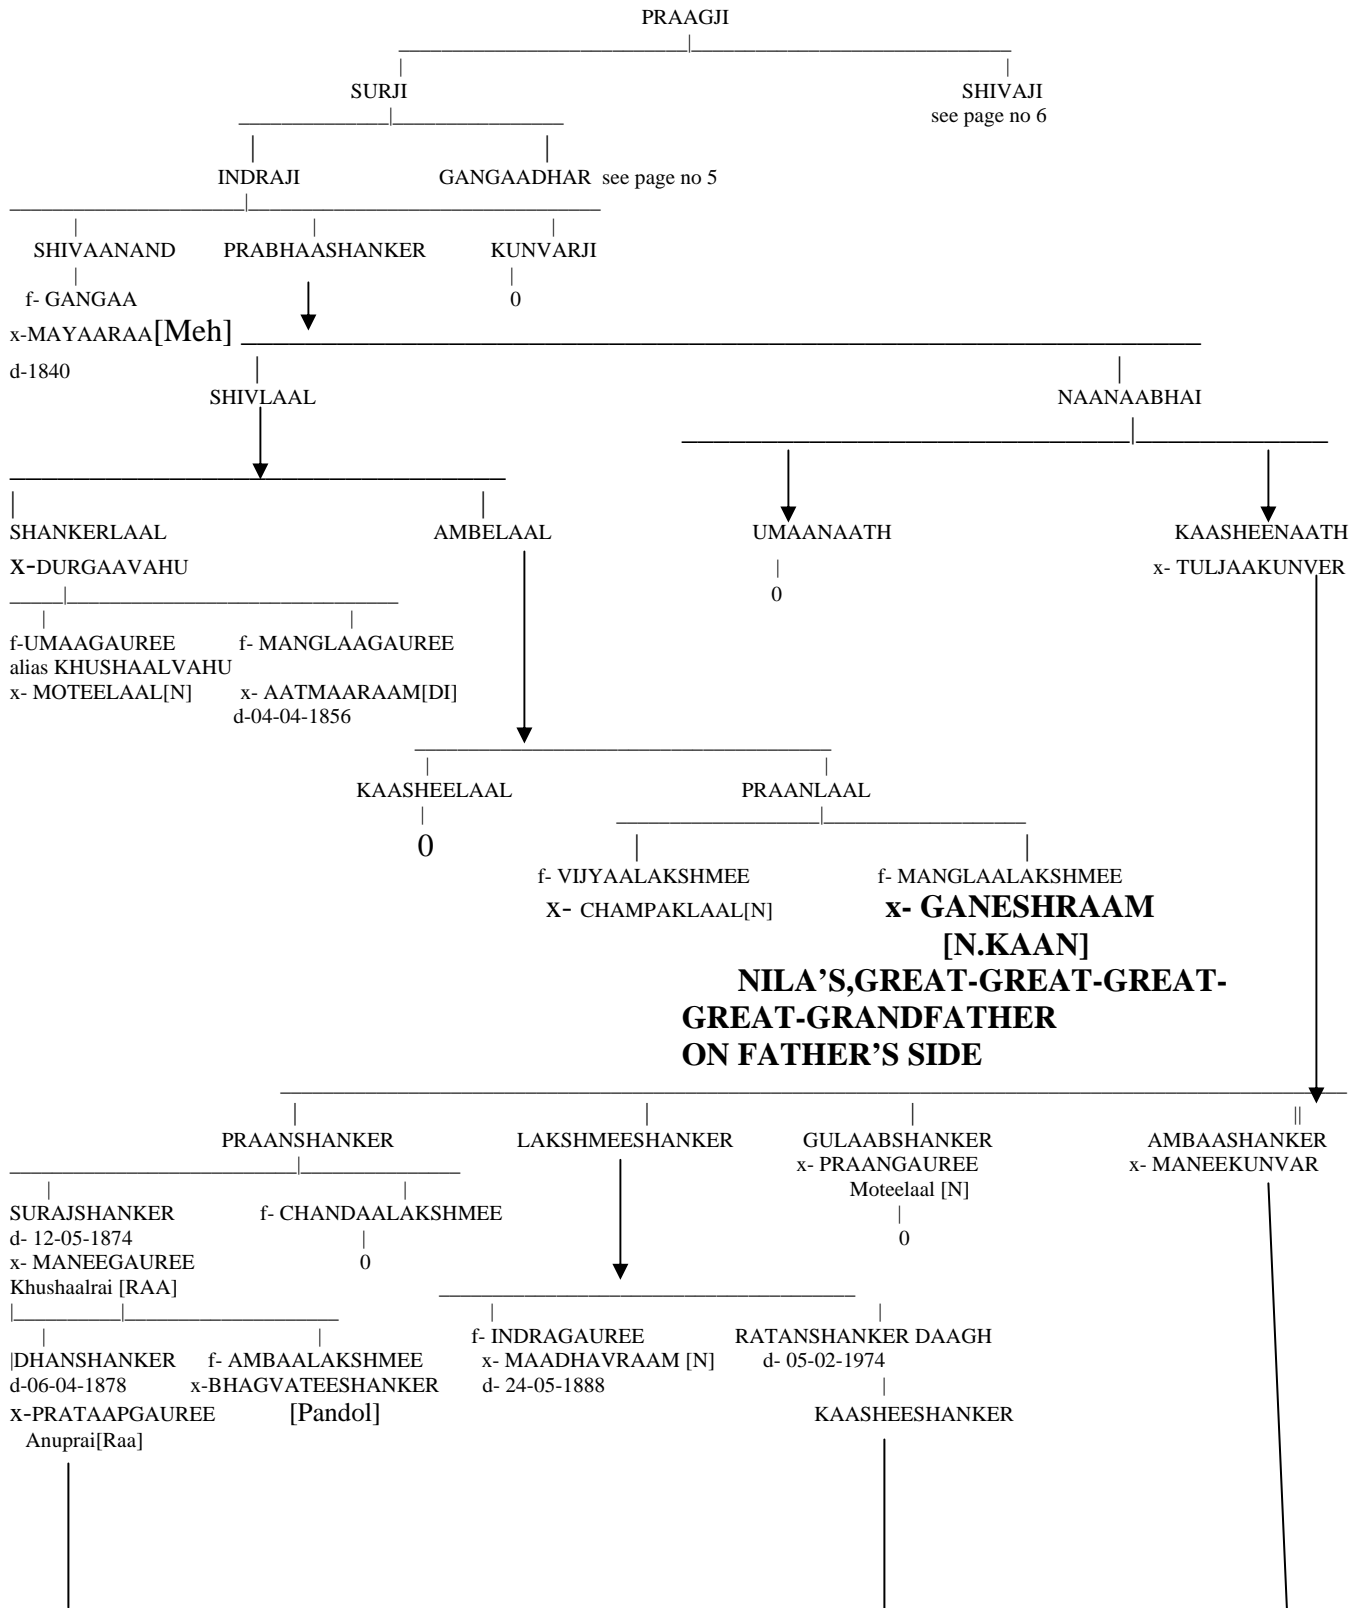 PRAAGJI
SURJI SHIVAJI
see page no 6
INDRAJI GANGAADHAR see page no 5
SHIVAANAND PRABHAASHANKER KUNVARJI
f- GANGAA 0
x-MAYAARAA[Meh]
d-1840
SHIVLAAL NAANAABHAI
SHANKERLAAL AMBELAAL UMAANAATH KAASHEENAATH
X-DURGAAVAHU x- TULJAAKUNVER
0
f-UMAAGAUREE f- MANGLAAGAUREE
alias KHUSHAALVAHU
x- MOTEELAAL[N] x- AATMAARAAM[DI]
d-04-04-1856
KAASHEELAAL PRAANLAAL
0
f- VIJYAALAKSHMEE f- MANGLAALAKSHMEE
X- CHAMPAKLAAL[N] x- GANESHRAAM
[N.KAAN]
NILA'S,GREAT-GREAT-GREAT-
GREAT-GRANDFATHER
ON FATHER'S SIDE
PRAANSHANKER LAKSHMEESHANKER GULAABSHANKER AMBAASHANKER
x- PRAANGAUREE x- MANEEKUNVAR
Moteelaal [N]
SURAJSHANKER f- CHANDAALAKSHMEE
d- 12-05-1874 0 0
x- MANEEGAUREE
Khushaalrai [RAA]
f- INDRAGAUREE RATANSHANKER DAAGH
|DHANSHANKER f- AMBAALAKSHMEE x- MAADHAVRAAM [N] d- 05-02-1974
d-06-04-1878 x-BHAGVATEESHANKER d- 24-05-1888
X-PRATAAPGAUREE [Pandol] KAASHEESHANKER
Anuprai[Raa]